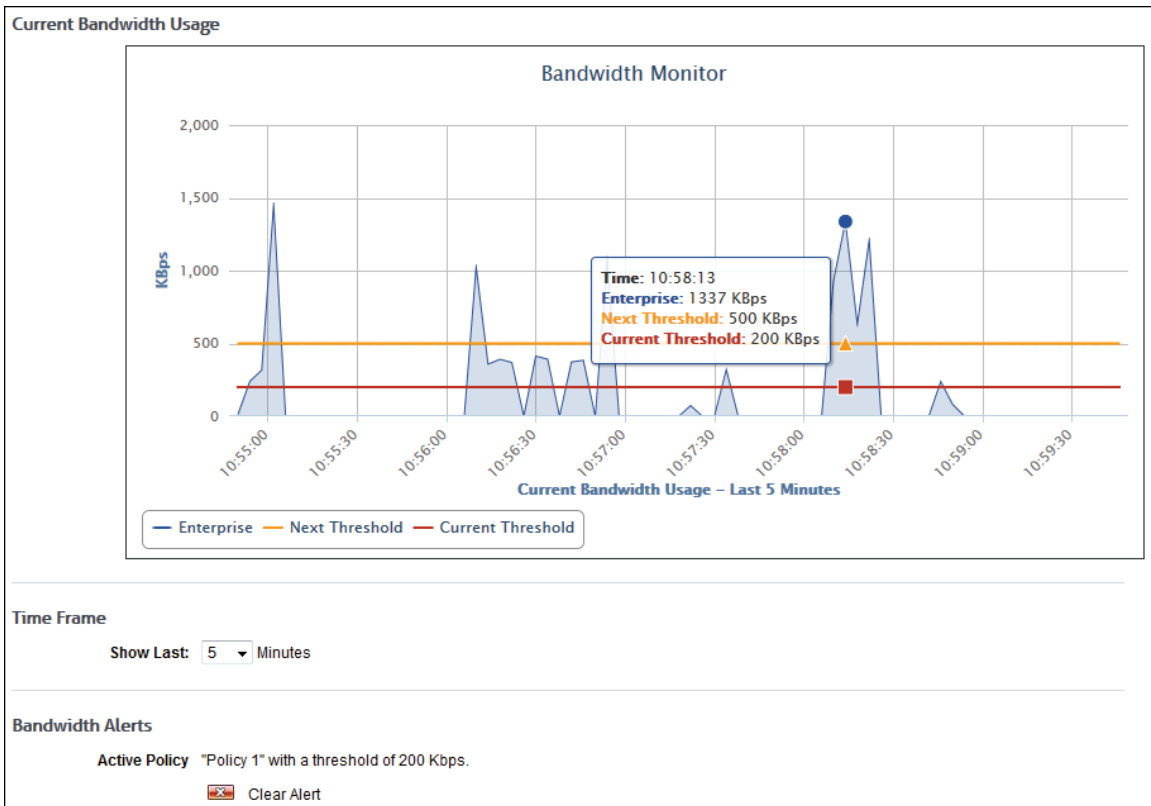 Current Bandwidth Usage
Bandwidth Monitor
2,000
1,500
1,000
500
0
KBps
Time: 10:58:13
Enterprise: 1337 KBps
Next Threshold: 500 KBps
Current Threshold: 200 KBps
10:55:00
10:55:30
10:56:00
10:56:30
10:57:00
10:57:30
10:58:00
10:58:30
10:59:00
10:59:30
Current Bandwidth Usage – Last 5 Minutes
Enterprise Next Threshold Current Threshold
Time Frame
Show Last: 5 Minutes
Bandwidth Alerts
Active Policy "Policy 1" with a threshold of 200 Kbps.
Clear Alert